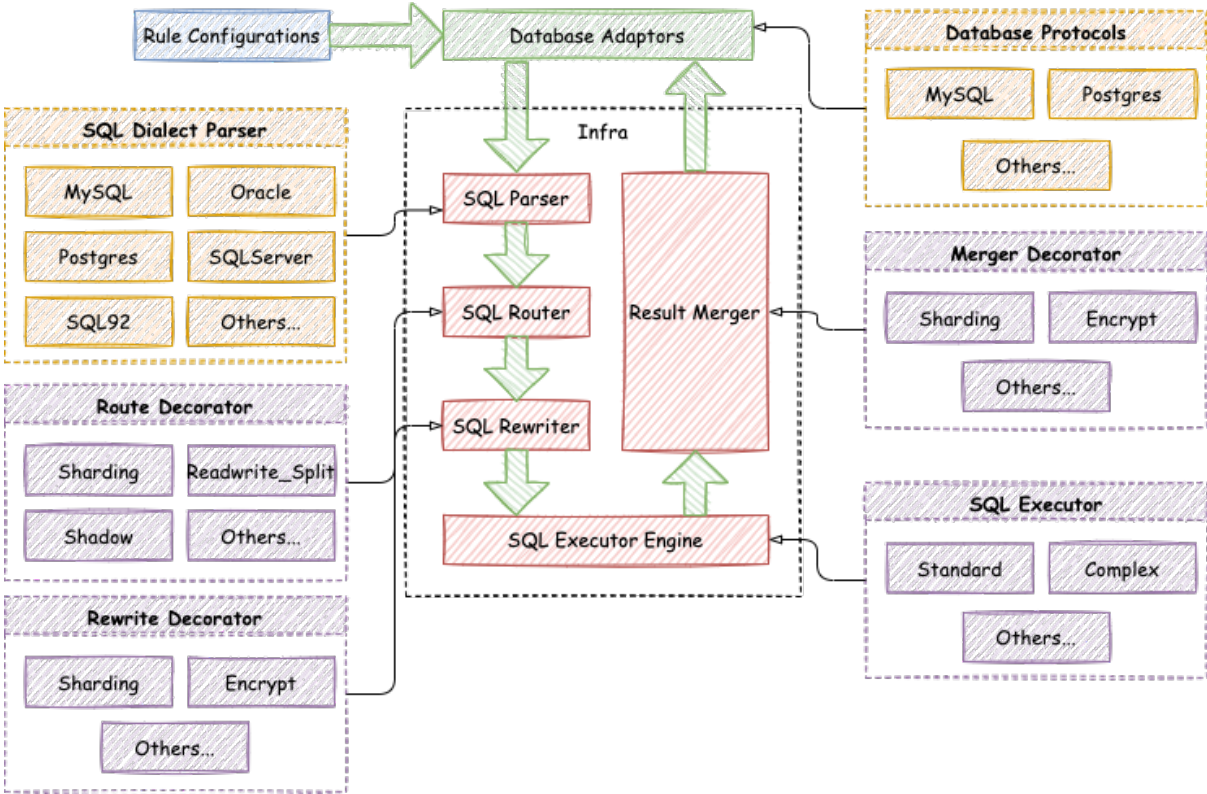 Rule Configurations
Database Adaptors
Database Protocols
MySQL
Postgres
Others...
SQL Dialect Parser
MySQL
Oracle
Postgres
SQLServer
SQL92
Others...
Infra
SQL Parser
SQL Router
SQL Rewriter
Result Merger
SQL Executor Engine
Merger Decorator
Sharding
Encrypt
Others...
Route Decorator
Sharding
Readwrite_Split
Shadow
Others...
SQL Executor
Standard
Complex
Others...
Rewrite Decorator
Sharding
Encrypt
Others...